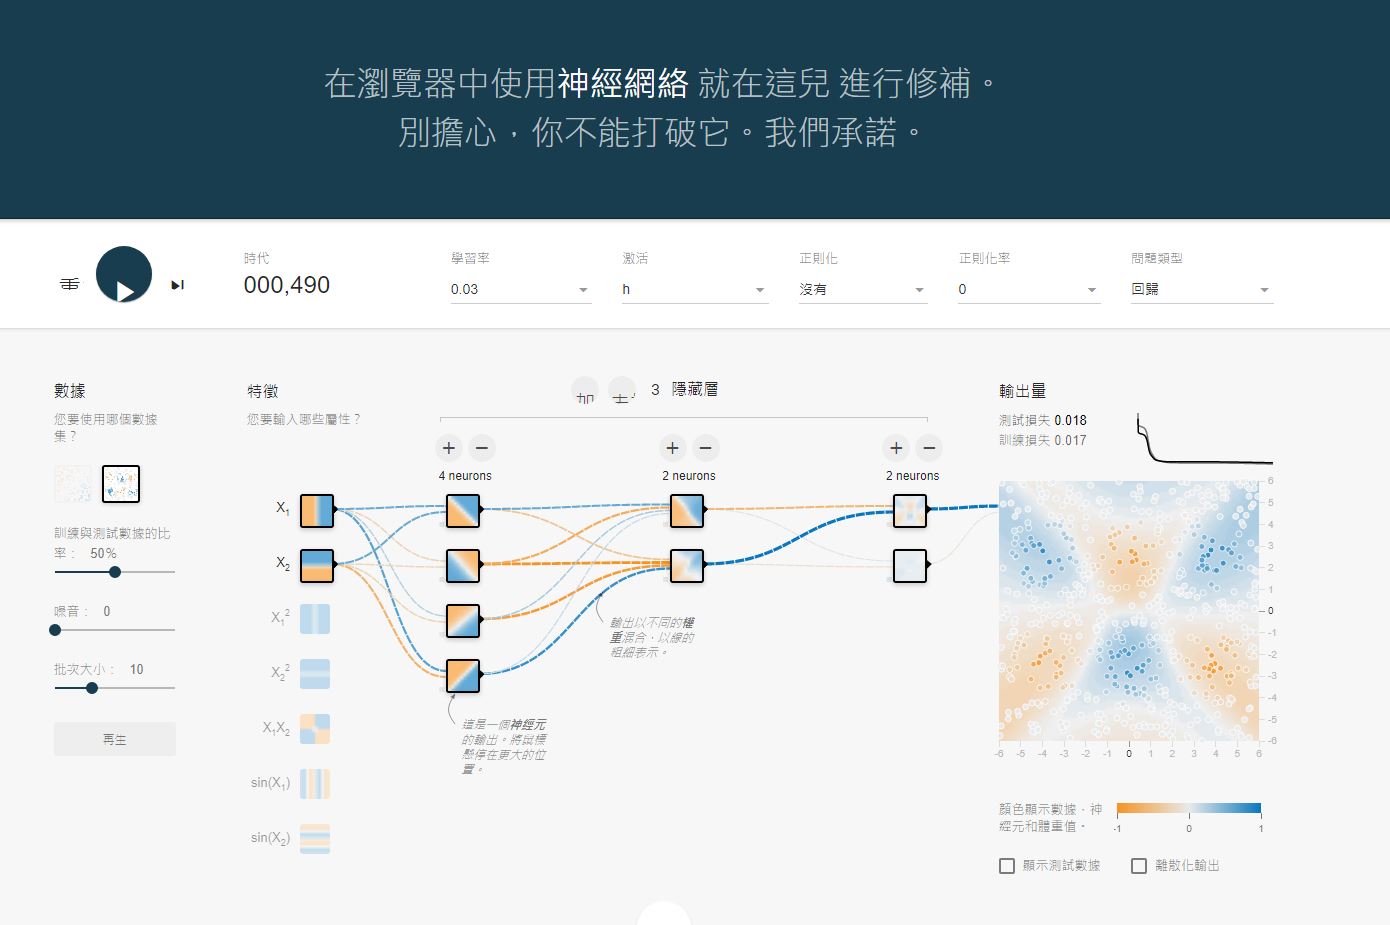 在瀏覽器中使用神經網絡 就在這兒 進行修補。
別擔心，你不能打破它。我們承諾。
時代
000,490
學習率
0.03
激活
h
正則化
沒有
正則化率
0
問題類型
回歸
數據
您要使用哪個數據
集？
訓練與測試數據的比
率： 50%
噪音： 0
批次大小： 10
再生
特徵
您要輸入哪些屬性？
X1
X2
X1²
X2²
X1X2
sin(X1)
sin(X2)
3 隱藏層
+ −
4 neurons
+ −
2 neurons
+ −
2 neurons
輸出以不同的權
重混合，以線的
粗細表示。
這是一個神經元
的輸出。將鼠標
懸停在更大的位
置。
輸出量
測試損失 0.018
訓練損失 0.017
6
5
4
3
2
1
0
-1
-2
-3
-4
-5
-6
-6 -5 -4 -3 -2 -1 0 1 2 3 4 5 6
顏色顯示數據，神
經元和體重值。
-1 0 1
顯示測試數據
離散化輸出